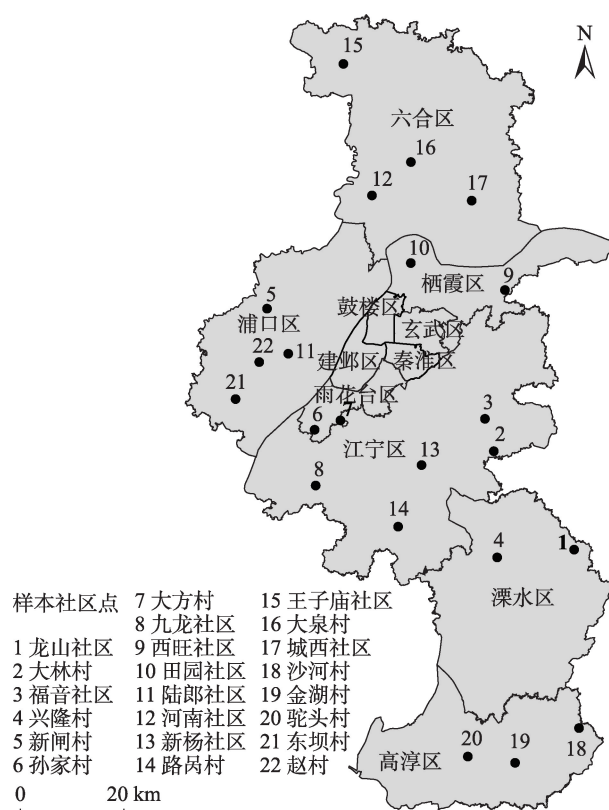 N
15
六合区
16
12
17
10
栖霞区
9
鼓楼区
5
浦口区
玄武区
22
11
建邺区
秦淮区
21
雨花台区
6
7
3
江宁区
2
13
8
14
4
1
溧水区
样本社区点
1 龙山社区
2 大林村
3 福音社区
4 兴隆村
5 新闸村
6 孙家村
7 大方村
8 九龙社区
9 西旺社区
10 田园社区
11 陆郎社区
12 河南社区
13 新杨社区
14 路呙村
15 王子庙社区
16 大泉村
17 城西社区
18 沙河村
19 金湖村
20 驼头村
21 东坝村
22 赵村
高淳区
20
19
18
0 20 km